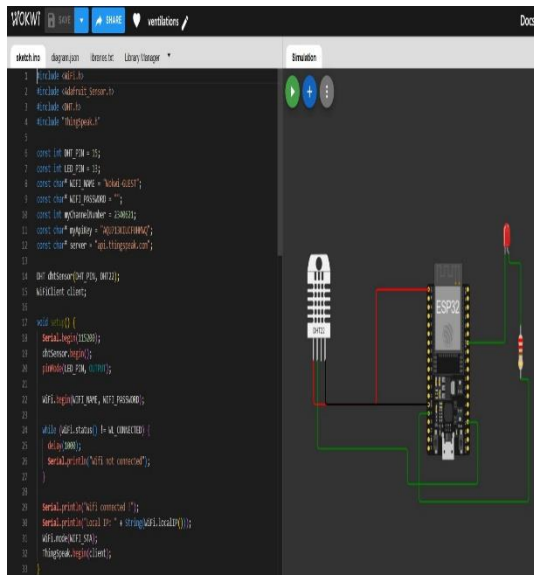 WOKWI SAVE SHARE ventilations Docs
sketch.ino diagram.json libraries.txt Library Manager
Simulation
1 #include <WiFi.h>
2 #include <Adafruit_Sensor.h>
3 #include <DHT.h>
4 #include "ThingSpeak.h"
5
6 const int DHT_PIN = 15;
7 const int LED_PIN = 13;
8 const char* WIFI_NAME = "Wokwi-GUEST";
9 const char* WIFI_PASSWORD = "";
10 const int myChannelNumber =
11 const char* myApiKey =
12 const char* server = "api.thingspeak.com";
13
14 DHT dhtSensor(DHT_PIN, DHT22);
15 WiFiClient client;
16
17 void setup() {
18 Serial.begin(115200);
19 dhtSensor.begin();
20 pinMode(LED_PIN, OUTPUT);
21
22 WiFi.begin(WIFI_NAME, WIFI_PASSWORD);
23
24 while (WiFi.status() != WL_CONNECTED) {
25 delay(1000);
26 Serial.println("Wifi not connected");
27 }
28
29 Serial.println("Wifi connected !");
30 Serial.println("Local IP: " + String(WiFi.localIP()));
31 WiFi.mode(WIFI_STA);
32 ThingSpeak.begin(client);
33 }
DHT22
ESP32